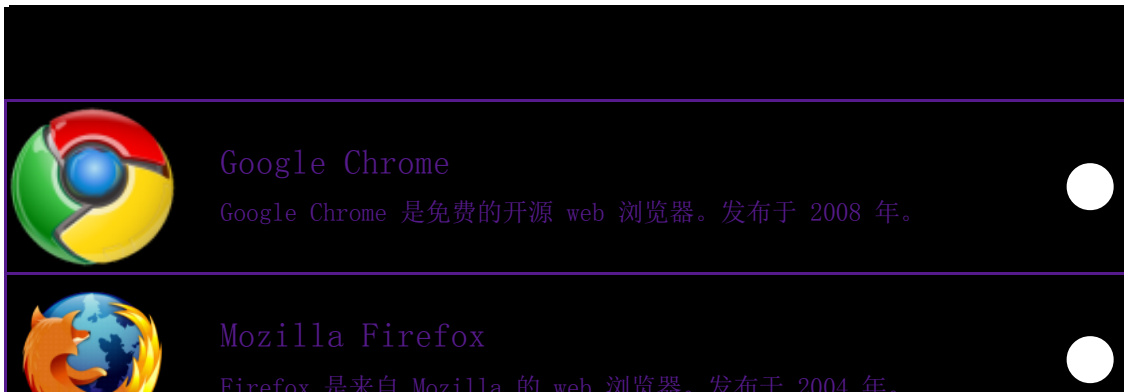 Google Chrome
Google Chrome 是免费的开源 web 浏览器。发布于 2008 年。
Mozilla Firefox
Firefox 是来自 Mozilla 的 web 浏览器。发布于 2004 年。